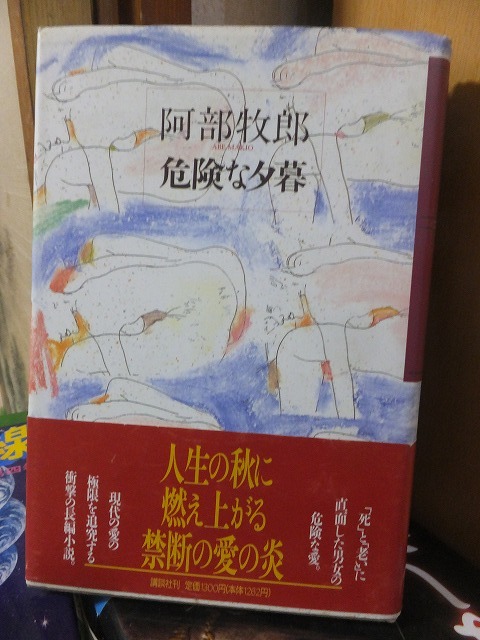 阿部牧郎
ABE MAKIO
危険な夕暮
人生の秋に
燃え上がる
禁断の愛の炎
「死」と「老い」に
直面した男女の
危険な愛。
現代の愛の
極限を追究する
衝撃の長編小説。
講談社刊 定価1300円(本体1262円)